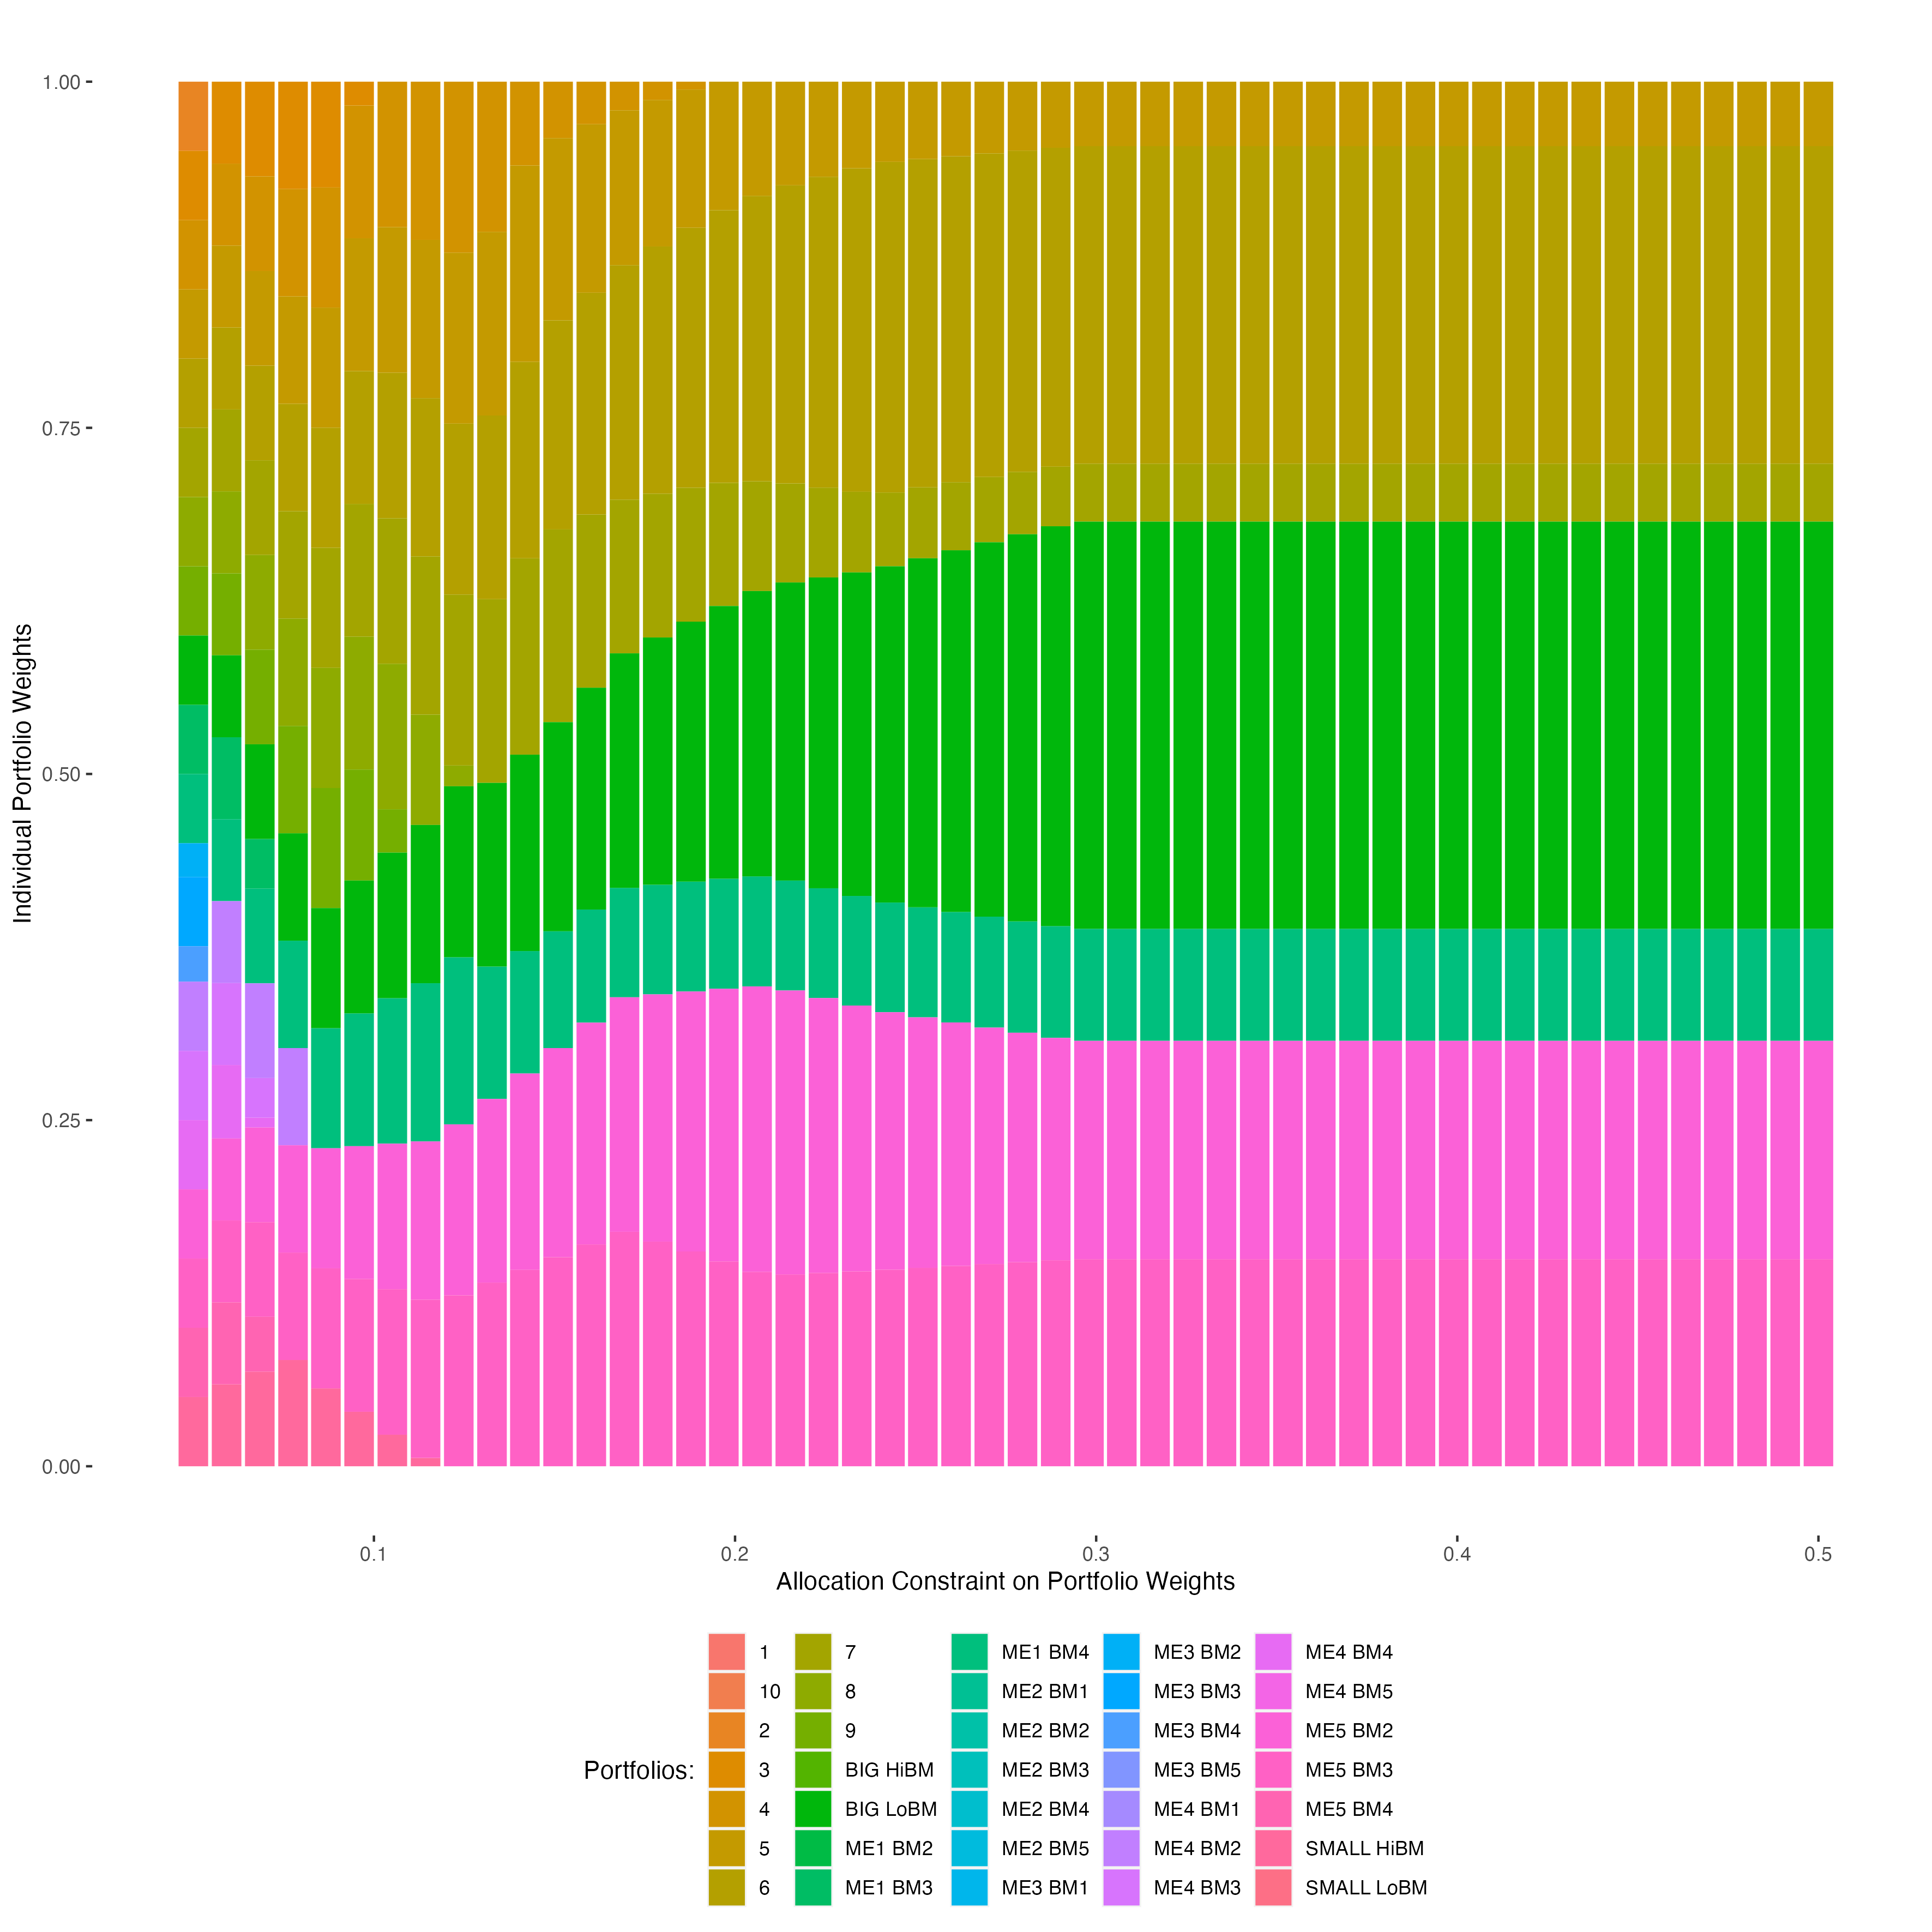 1.00
0.75
0.50
0.25
0.00
Individual Portfolio Weights
0.1 0.2 0.3 0.4 0.5
Allocation Constraint on Portfolio Weights
Portfolios:
1 7 ME1 BM4 ME3 BM2 ME4 BM4
10 8 ME2 BM1 ME3 BM3 ME4 BM5
2 9 ME2 BM2 ME3 BM4 ME5 BM2
3 BIG HiBM ME2 BM3 ME3 BM5 ME5 BM3
4 BIG LoBM ME2 BM4 ME4 BM1 ME5 BM4
5 ME1 BM2 ME2 BM5 ME4 BM2 SMALL HiBM
6 ME1 BM3 ME3 BM1 ME4 BM3 SMALL LoBM